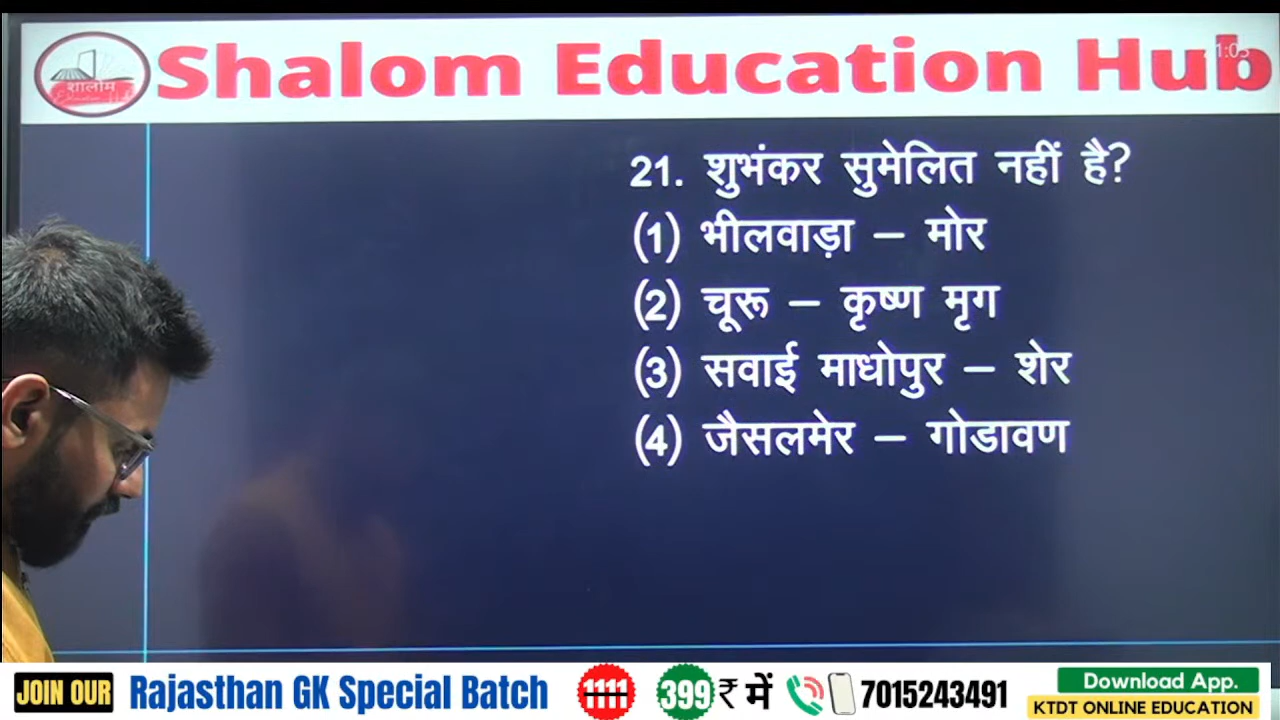 Shalom Education Hub
शालोम
21. शुभंकर सुमेलित नहीं है?
(1) भीलवाड़ा – मोर
(2) चूरू – कृष्ण मृग
(3) सवाई माधोपुर – शेर
(4) जैसलमेर – गोडावण
JOIN OUR Rajasthan GK Special Batch 1111 399 ₹ में 7015243491
Download App.
KTDT ONLINE EDUCATION